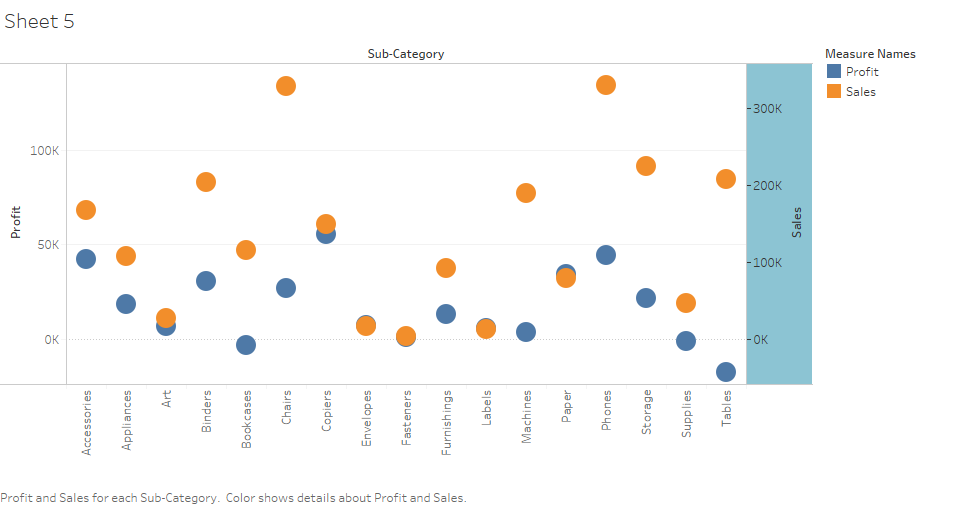 Sheet 5
Sub-Category
Measure Names
Profit
Sales
Profit
100K
50K
0K
300K
200K
100K
0K
Sales
Accessories
Appliances
Art
Binders
Bookcases
Chairs
Copiers
Envelopes
Fasteners
Furnishings
Labels
Machines
Paper
Phones
Storage
Supplies
Tables
Profit and Sales for each Sub-Category. Color shows details about Profit and Sales.